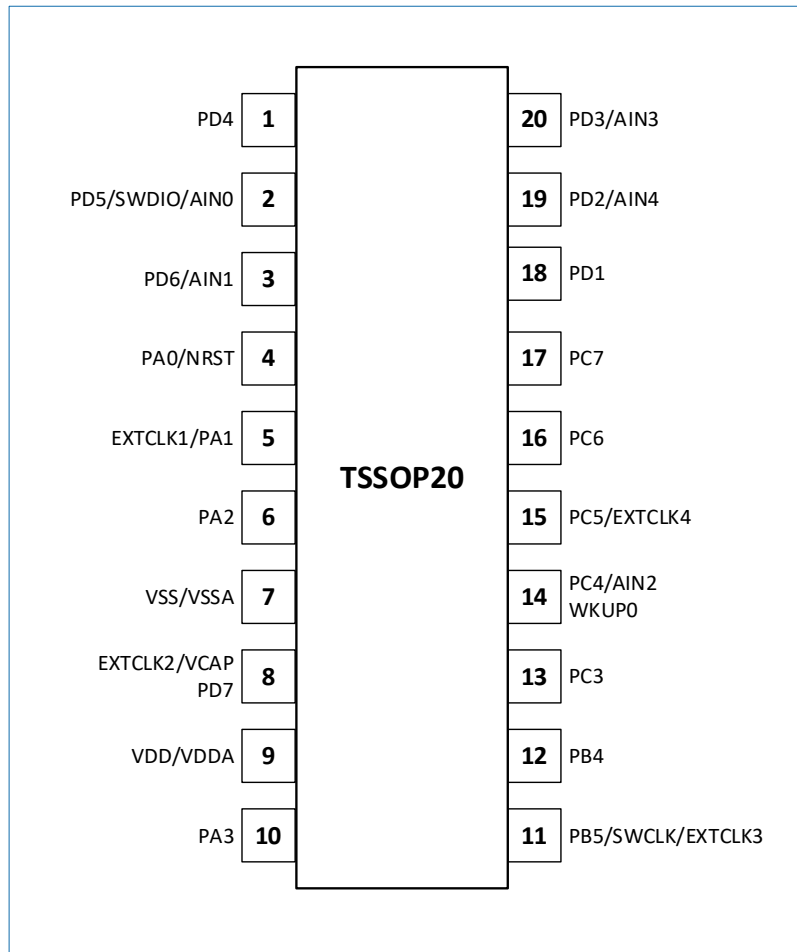 PD4 1
PD5/SWDIO/AIN0 2
PD6/AIN1 3
PA0/NRST 4
EXTCLK1/PA1 5
PA2 6
VSS/VSSA 7
EXTCLK2/VCAP
PD7 8
VDD/VDDA 9
PA3 10
TSSOP20
20 PD3/AIN3
19 PD2/AIN4
18 PD1
17 PC7
16 PC6
15 PC5/EXTCLK4
14 PC4/AIN2
WKUP0
13 PC3
12 PB4
11 PB5/SWCLK/EXTCLK3